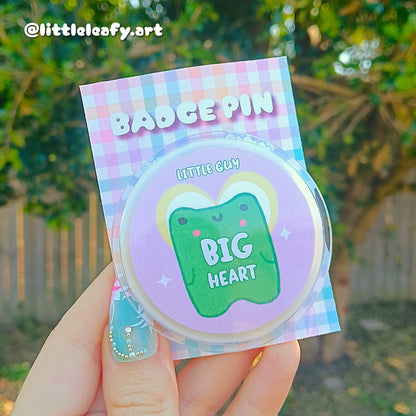 @littleleafy.art
BADGE PIN
LITTLE GUY
BIG
HEART